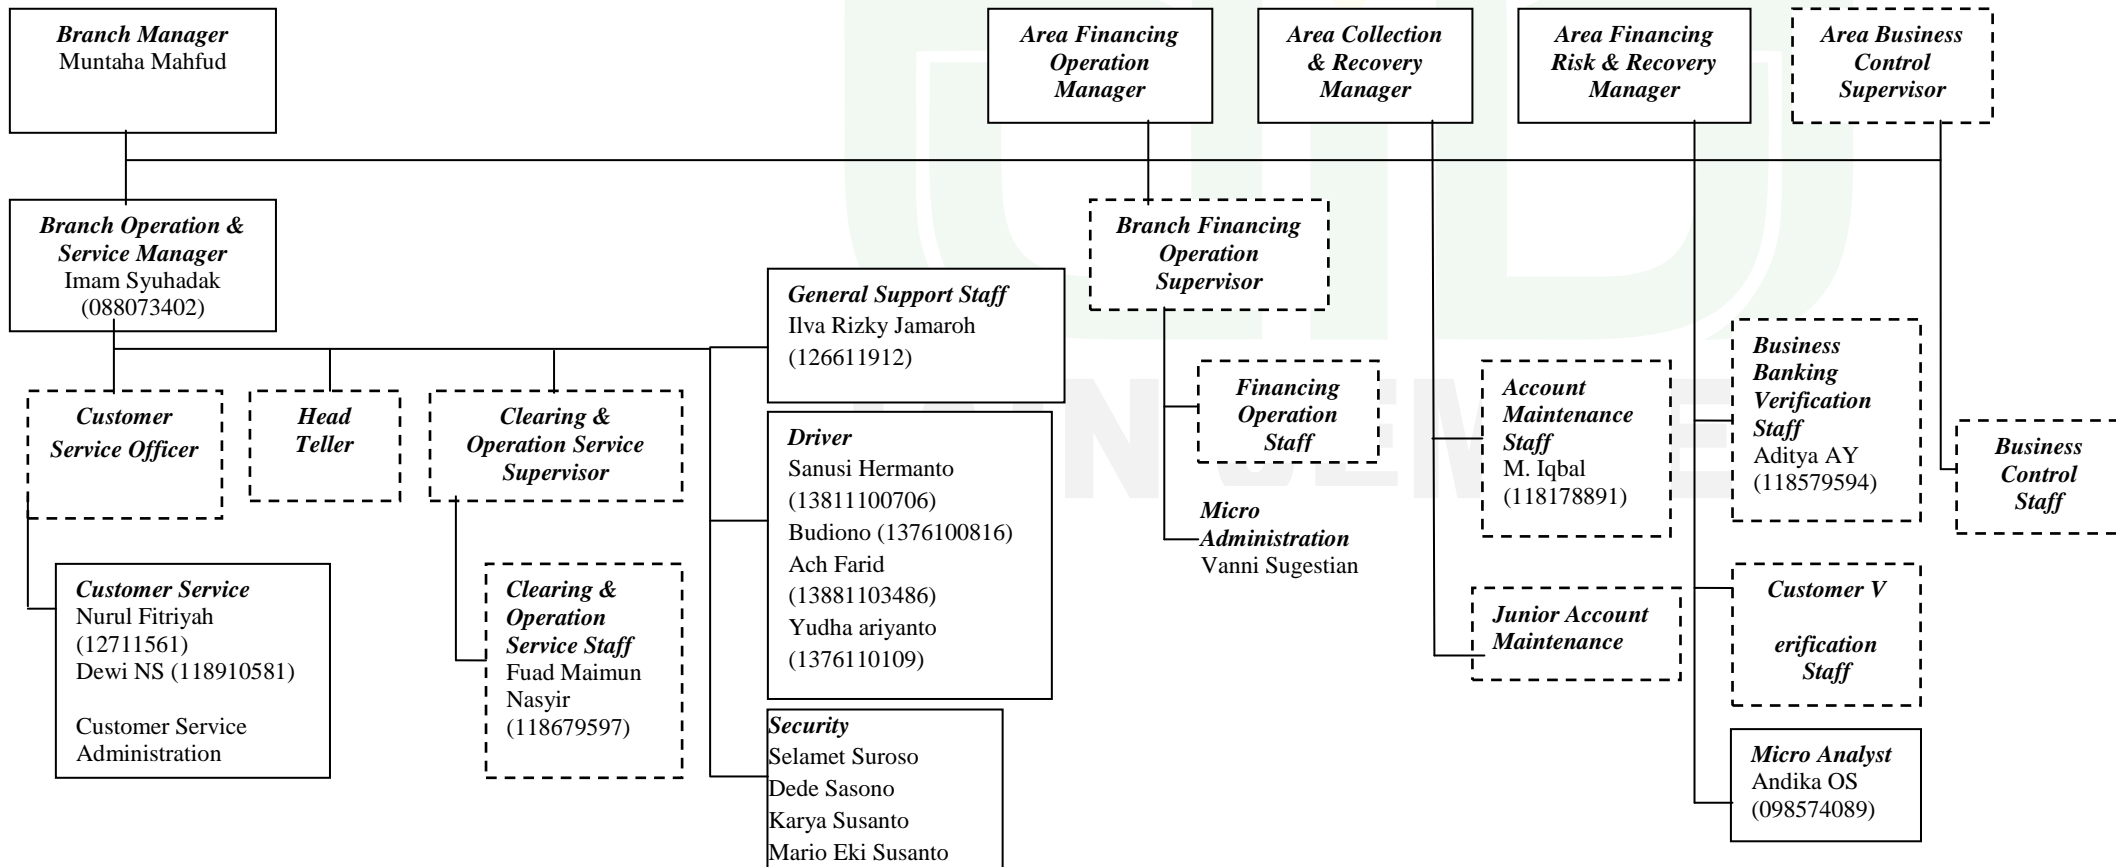 Branch Manager
Muntaha Mahfud
Area Financing
Operation
Manager
Area Collection
& Recovery
Manager
Area Financing
Risk & Recovery
Manager
Area Business
Control
Supervisor
Branch Operation &
Service Manager
Imam Syuhadak
(088073402)
Branch Financing
Operation
Supervisor
General Support Staff
Ilva Rizky Jamaroh
(126611912)
Customer
Service Officer
Head
Teller
Clearing &
Operation Service
Supervisor
Driver
Sanusi Hermanto
(13811100706)
Budiono (1376100816)
Ach Farid
(13881103486)
Yudha ariyanto
(1376110109)
Financing
Operation
Staff
Micro
Administration
Vanni Sugestian
Account
Maintenance
Staff
M. Iqbal
(118178891)
Junior Account
Maintenance
Business
Banking
Verification
Staff
Aditya AY
(118579594)
Business
Control
Staff
Customer V
erification
Staff
Micro Analyst
Andika OS
(098574089)
Customer Service
Nurul Fitriyah
(12711561)
Dewi NS (118910581)
Customer Service
Administration
Clearing &
Operation
Service Staff
Fuad Maimun
Nasyir
(118679597)
Security
Selamet Suroso
Dede Sasono
Karya Susanto
Mario Eki Susanto